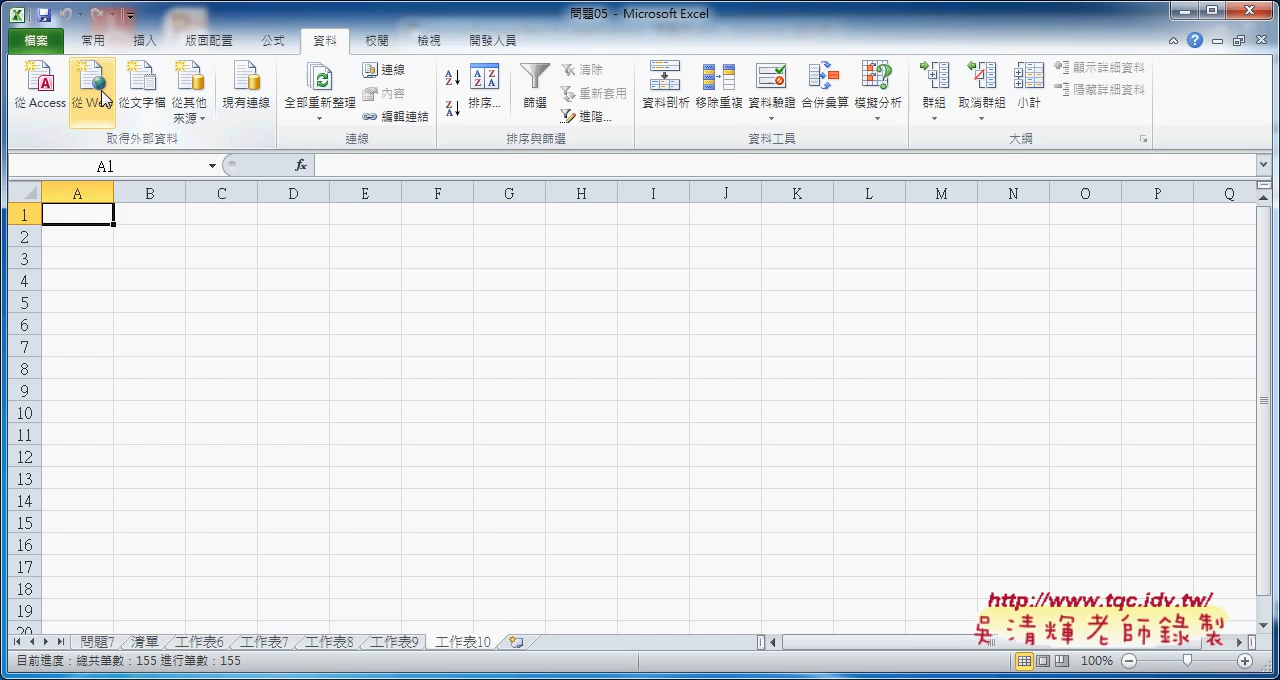 問題05 - Microsoft Excel
檔案 常用 插入 版面配置 公式 資料 校閱 檢視 開發人員
從 Access 從 We 從文字檔 從其他來源 現有連線 全部重新整理 連線 內容 編輯連結 排序... 篩選 清除 重新套用 進階... 資料剖析 移除重複 資料驗證 合併彙算 模擬分析 群組 取消群組 小計 顯示詳細資料 隱藏詳細資料
取得外部資料 連線 排序與篩選 資料工具 大綱
A1 fx
A B C D E F G H I J K L M N O P Q
1
2
3
4
5
6
7
8
9
10
11
12
13
14
15
16
17
18
19
20
http://www.tqc.idv.tw/
吳清輝老師錄製
問題7 清單 工作表6 工作表7 工作表8 工作表9 工作表10
目前進度：總共筆數：155 進行筆數：155 100%